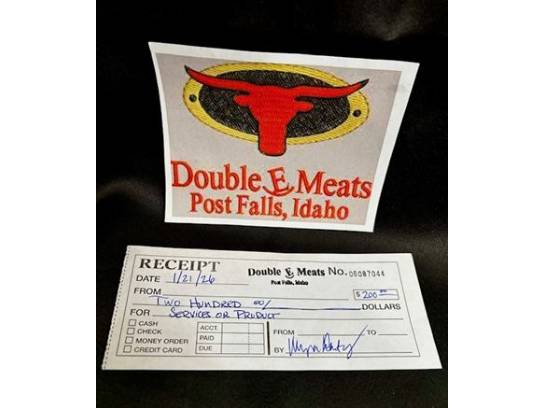 Double E Meats
Post Falls, Idaho
RECEIPT Double E Meats No. 06087044
DATE 1/21/26 Post Falls, Idaho
FROM $ 200 00
Two Hundred 00/ DOLLARS
FOR Services or Product
CASH ACCT. FROM TO
CHECK PAID
MONEY ORDER DUE BY
CREDIT CARD